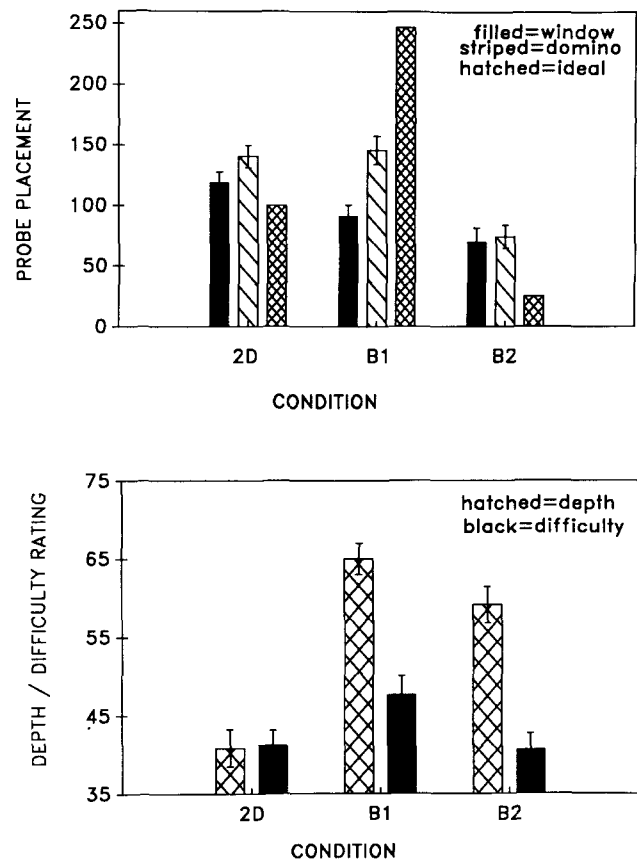 250
200
150
100
50
0
PROBE PLACEMENT
filled=window
striped=domino
hatched=ideal
2D B1 B2
CONDITION
75
65
55
45
35
DEPTH / DIFFICULTY RATING
hatched=depth
black=difficulty
2D B1 B2
CONDITION